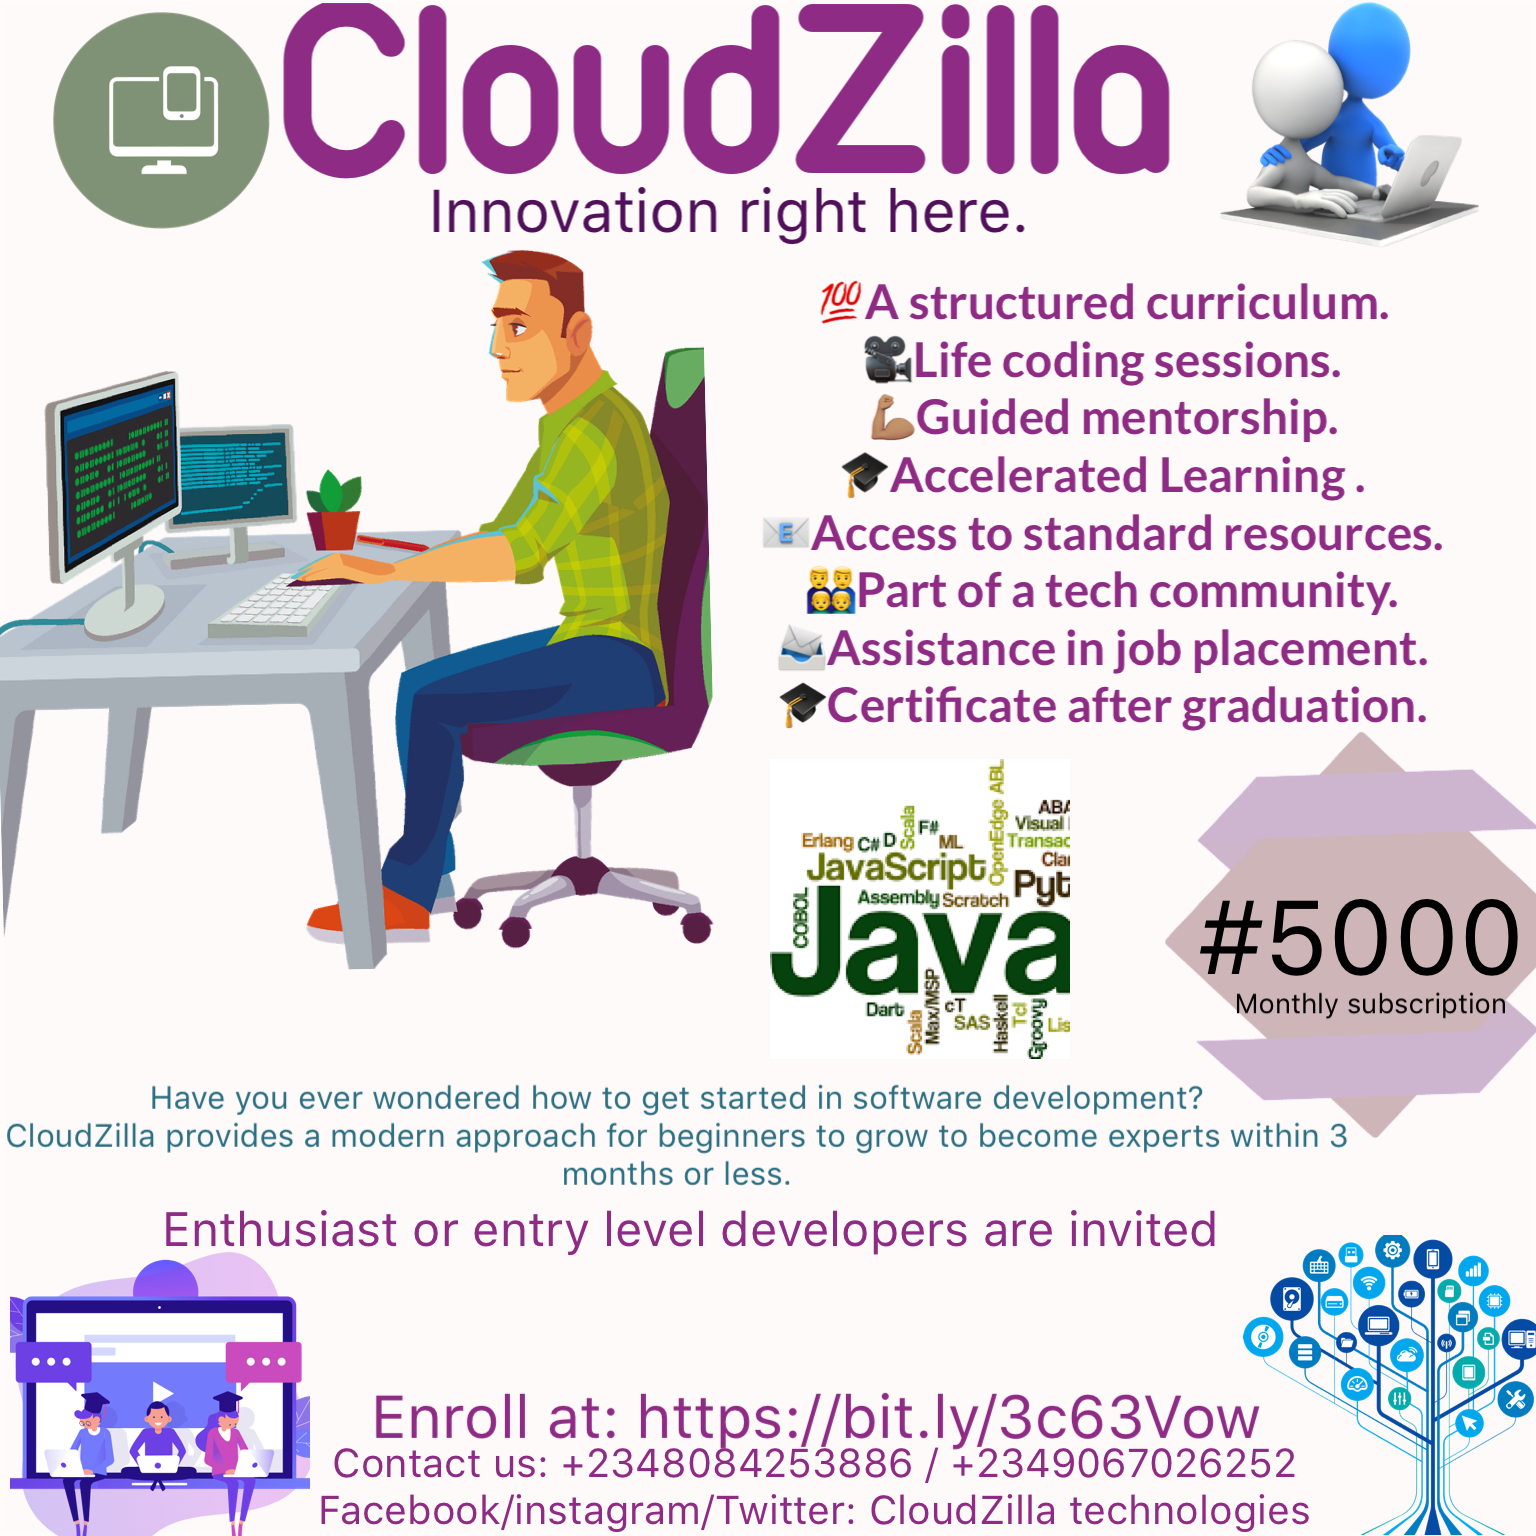 CloudZilla
Innovation right here.
💯A structured curriculum.
🎥Life coding sessions.
💪🏽Guided mentorship.
🎓Accelerated Learning .
📧Access to standard resources.
👨‍👨‍👦‍👦Part of a tech community.
📨Assistance in job placement.
🎓Certificate after graduation.
OpenEdge ABL
Scala
F#
Erlang C# D
ML
Visual
JavaScript
COBOL
Assembly Scratch
Java
Dart
Scala
Max/MSP
cT
SAS
Haskell
Tcl
Groovy
#5000
Monthly subscription
Have you ever wondered how to get started in software development?
CloudZilla provides a modern approach for beginners to grow to become experts within 3
months or less.
Enthusiast or entry level developers are invited
Enroll at: https://bit.ly/3c63Vow
Contact us: +2348084253886 / +2349067026252
Facebook/instagram/Twitter: CloudZilla technologies